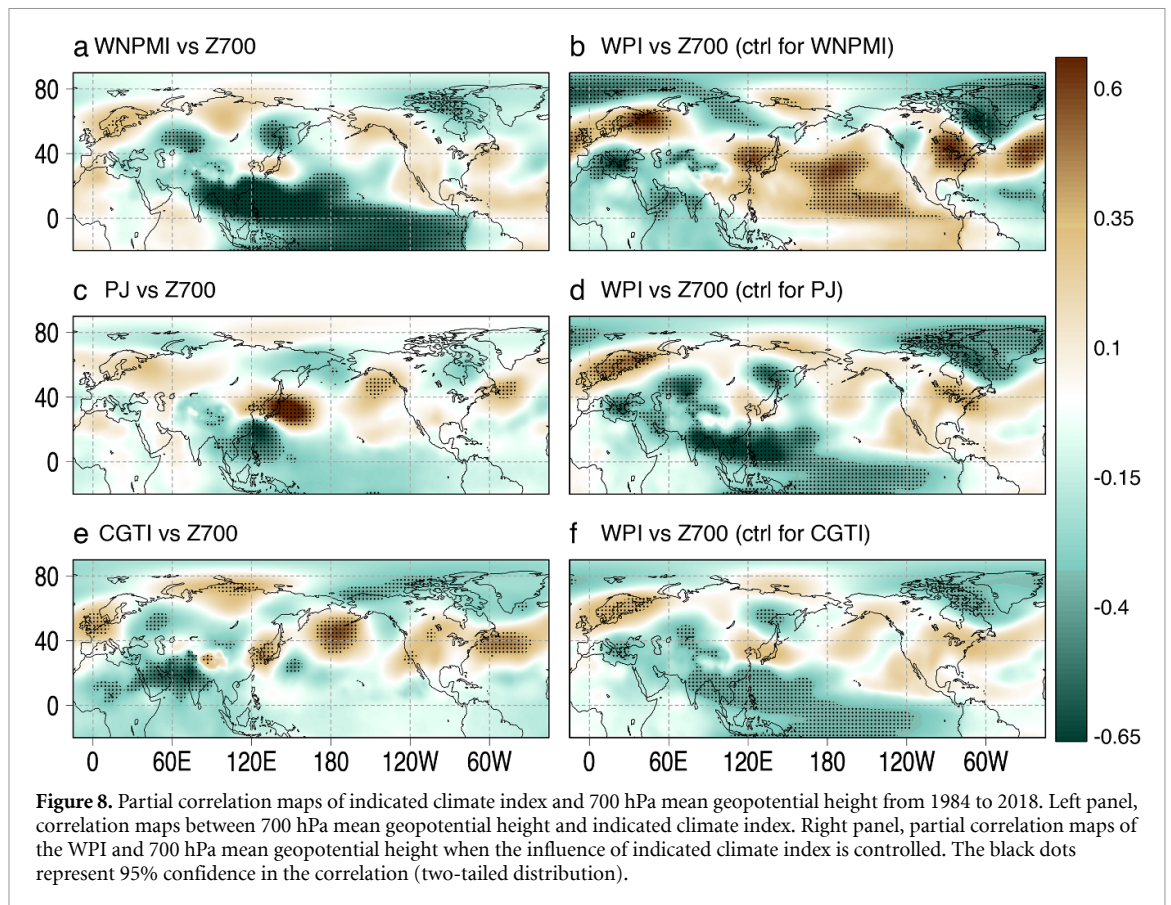 a WNPMI vs Z700
b WPI vs Z700 (ctrl for WNPMI)
80
40
0
c PJ vs Z700
d WPI vs Z700 (ctrl for PJ)
80
40
0
e CGTI vs Z700
f WPI vs Z700 (ctrl for CGTI)
80
40
0
0 60E 120E 180 120W 60W
0 60E 120E 180 120W 60W
0.6
0.35
0.1
-0.15
-0.4
-0.65
Figure 8. Partial correlation maps of indicated climate index and 700 hPa mean geopotential height from 1984 to 2018. Left panel,
correlation maps between 700 hPa mean geopotential height and indicated climate index. Right panel, partial correlation maps of
the WPI and 700 hPa mean geopotential height when the influence of indicated climate index is controlled. The black dots
represent 95% confidence in the correlation (two-tailed distribution).